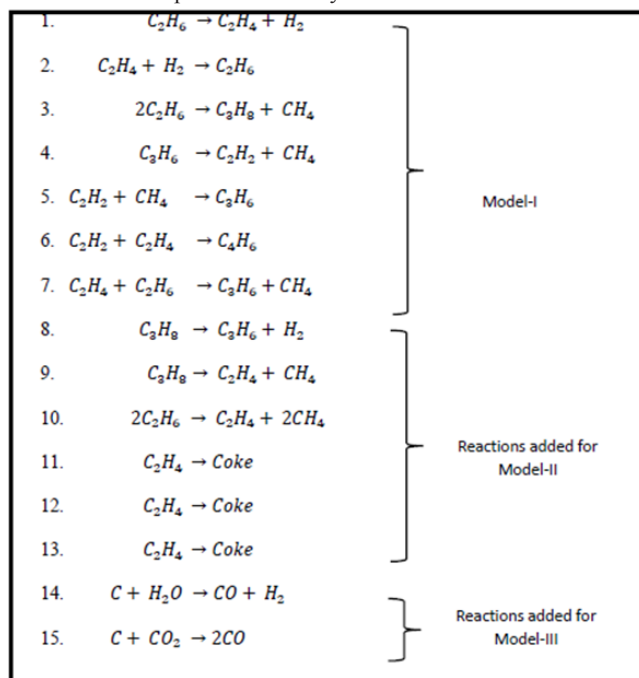 1. C₂H₆ → C₂H₄ + H₂
2. C₂H₄ + H₂ → C₂H₆
3. 2C₂H₆ → C₃H₈ + CH₄
4. C₃H₆ → C₂H₂ + CH₄
5. C₂H₂ + CH₄ → C₃H₆
6. C₂H₂ + C₂H₄ → C₄H₆
7. C₂H₄ + C₂H₆ → C₃H₆ + CH₄
Model-I
8. C₃H₈ → C₃H₆ + H₂
9. C₃H₈ → C₂H₄ + CH₄
10. 2C₂H₆ → C₂H₄ + 2CH₄
11. C₂H₄ → Coke
12. C₂H₄ → Coke
13. C₂H₄ → Coke
Reactions added for
Model-II
14. C + H₂O → CO + H₂
15. C + CO₂ → 2CO
Reactions added for
Model-III